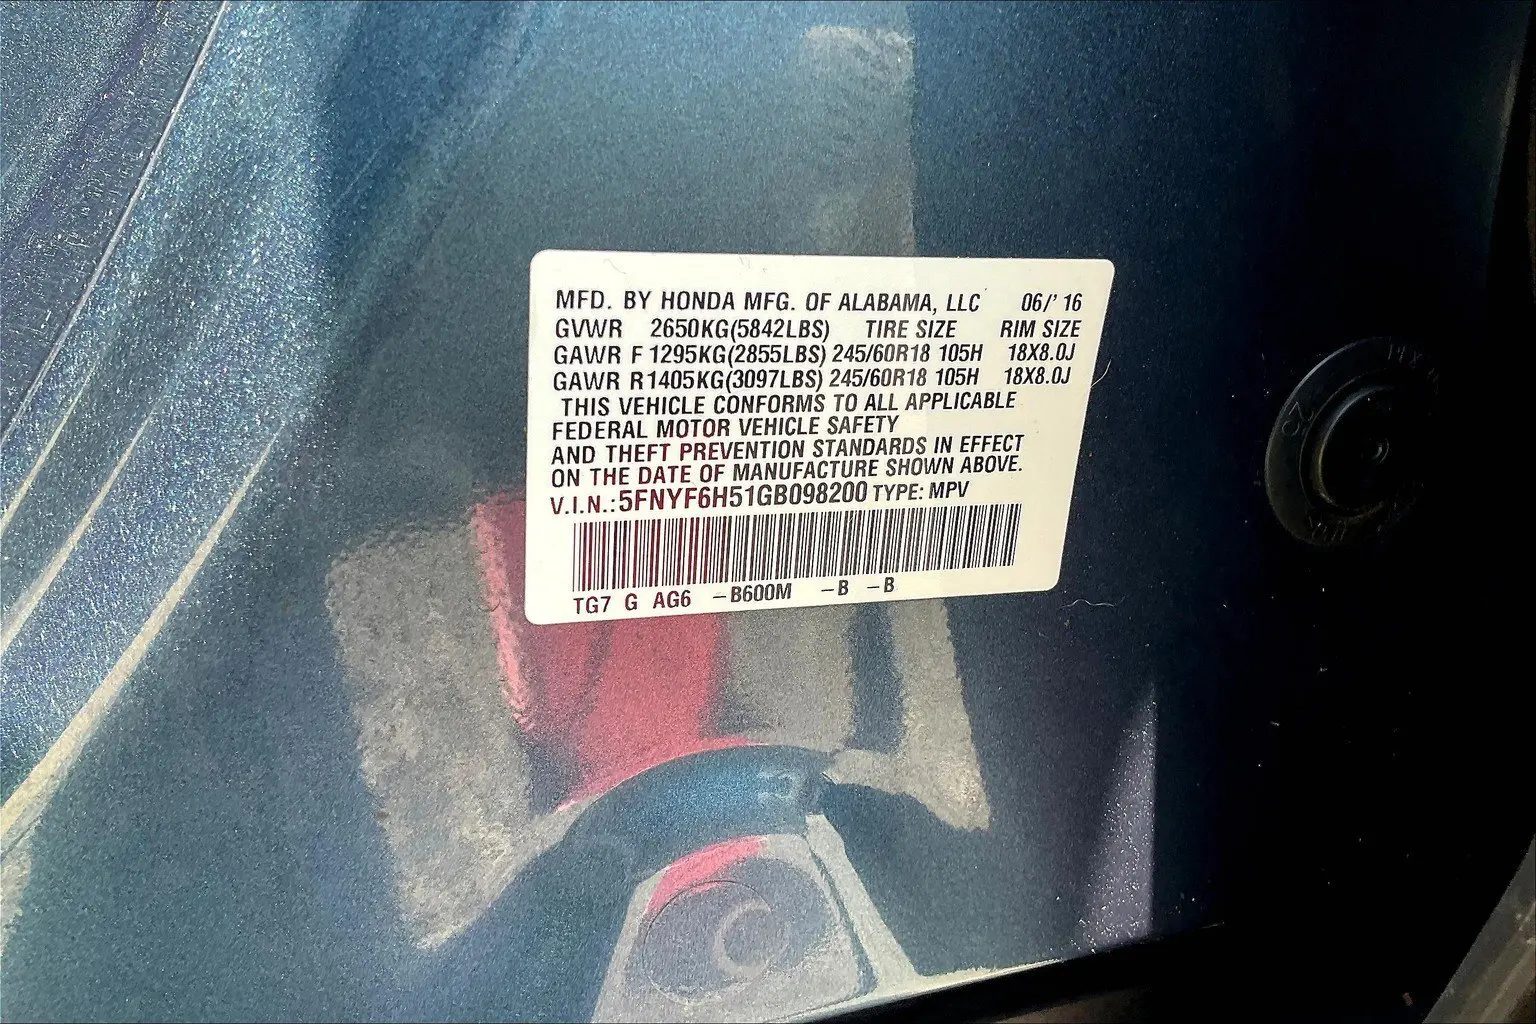 MFD. BY HONDA MFG. OF ALABAMA, LLC 06/' 16
GVWR 2650KG(5842LBS) TIRE SIZE RIM SIZE
GAWR F 1295KG(2855LBS) 245/60R18 105H 18X8.0J
GAWR R1405KG(3097LBS) 245/60R18 105H 18X8.0J
THIS VEHICLE CONFORMS TO ALL APPLICABLE
FEDERAL MOTOR VEHICLE SAFETY
AND THEFT PREVENTION STANDARDS IN EFFECT
ON THE DATE OF MANUFACTURE SHOWN ABOVE.
V.I.N.:5FNYF6H51GB098200 TYPE: MPV
TG7 G AG6 -B600M -B -B